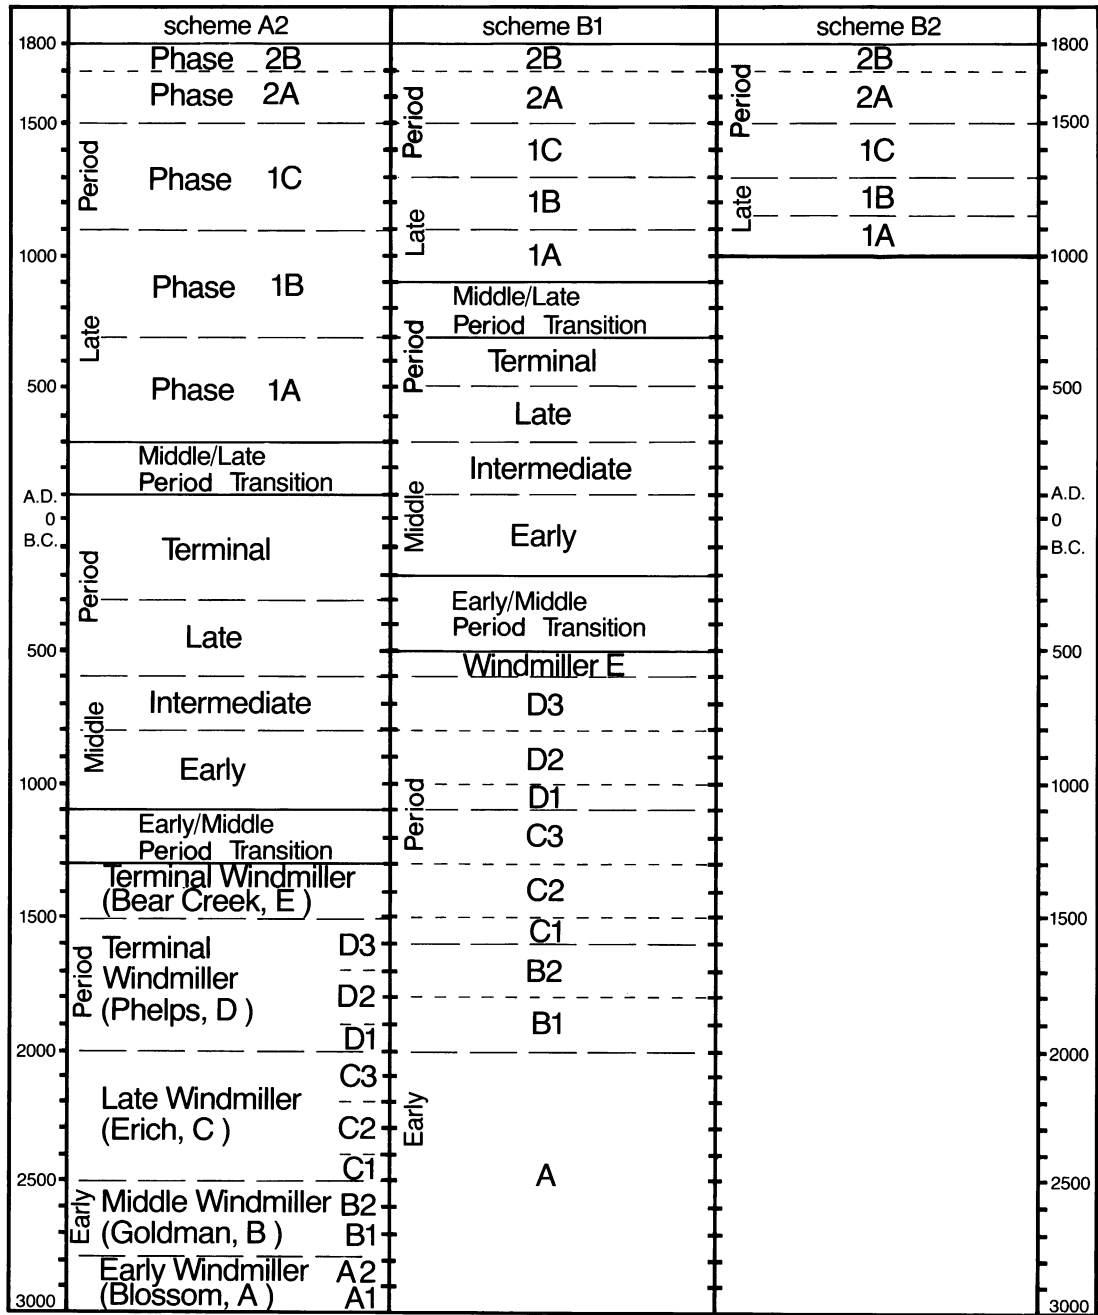 scheme A2
scheme B1
scheme B2
1800
1500
1000
500
A.D.
0
B.C.
500
1000
1500
2000
2500
3000
Phase 2B
Phase 2A
Phase 1C
Phase 1B
Phase 1A
Late Period
Middle/Late
Period Transition
Terminal
Late
Intermediate
Early
Middle Period
Early/Middle
Period Transition
Terminal Windmiller
(Bear Creek, E )
Terminal
Windmiller
(Phelps, D )
D3
D2
D1
Late Windmiller
(Erich, C )
C3
C2
C1
Middle Windmiller
(Goldman, B )
B2
B1
Early Windmiller
(Blossom, A )
A2
A1
Early Period
2B
2A
1C
1B
1A
Late Period
Middle/Late
Period Transition
Terminal
Late
Intermediate
Early
Middle Period
Early/Middle
Period Transition
Windmiller E
D3
D2
D1
C3
C2
C1
B2
B1
A
Early Period
2B
2A
1C
1B
1A
Late Period
1800
1500
1000
500
A.D.
0
B.C.
500
1000
1500
2000
2500
3000